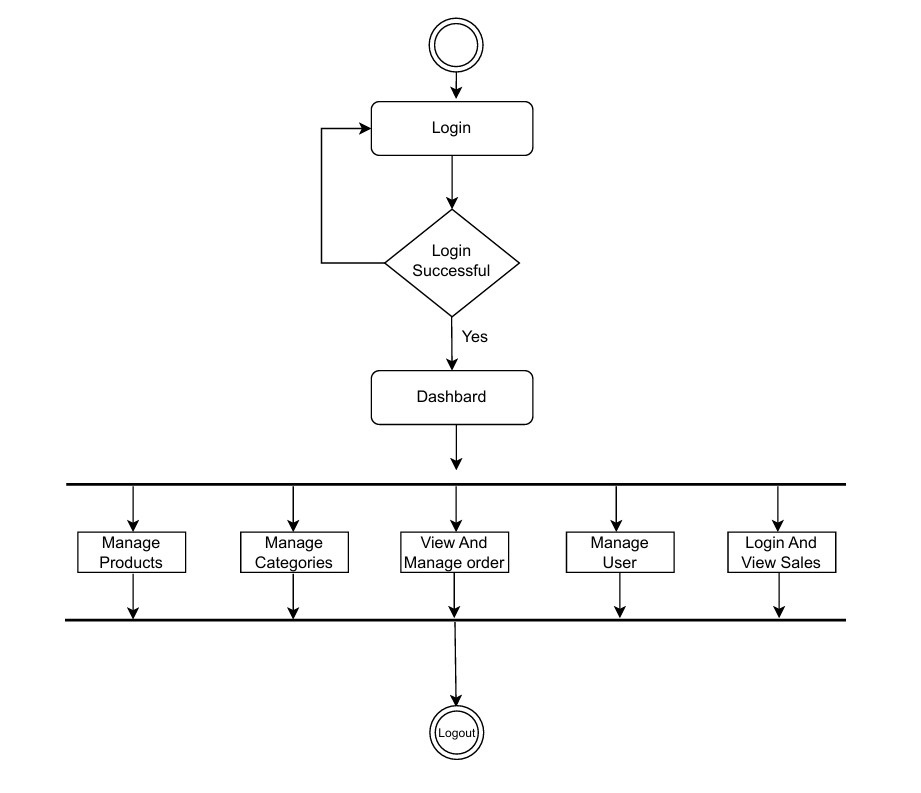 Login
Login
Successful
Yes
Dashbard
Manage
Products
Manage
Categories
View And
Manage order
Manage
User
Login And
View Sales
Logout